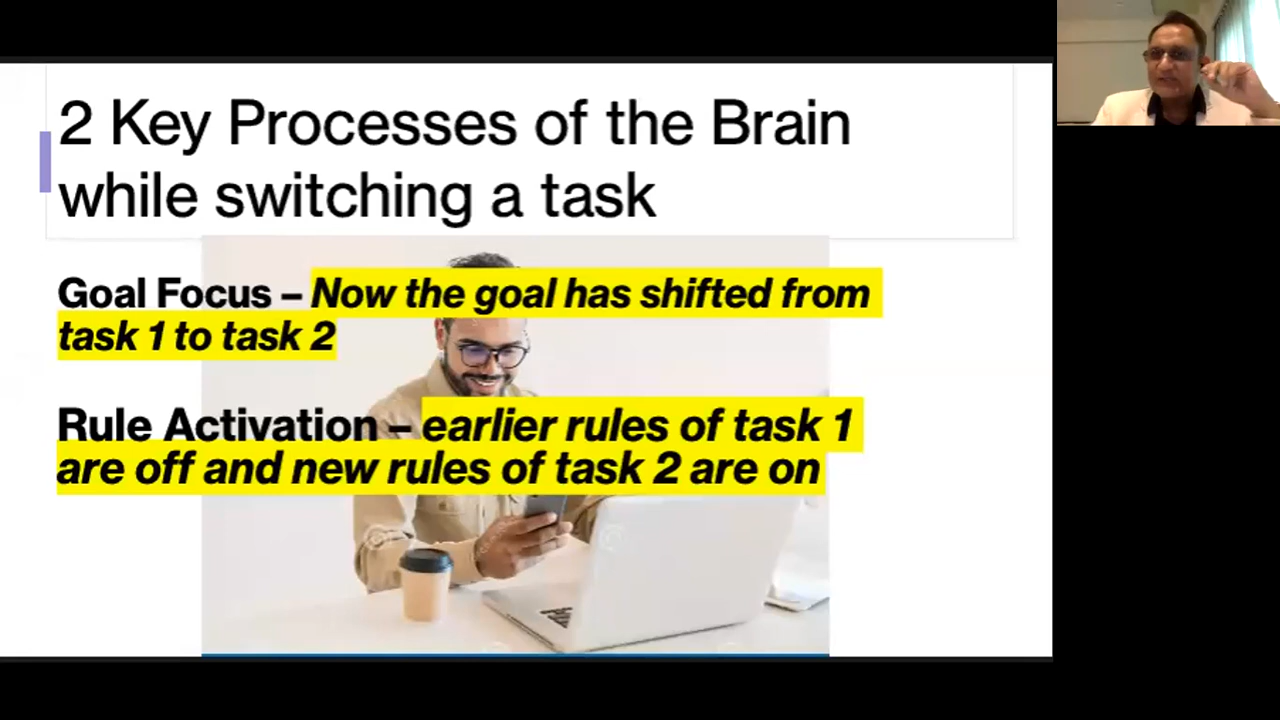 2 Key Processes of the Brain
while switching a task
Goal Focus – Now the goal has shifted from
task 1 to task 2
Rule Activation – earlier rules of task 1
are off and new rules of task 2 are on